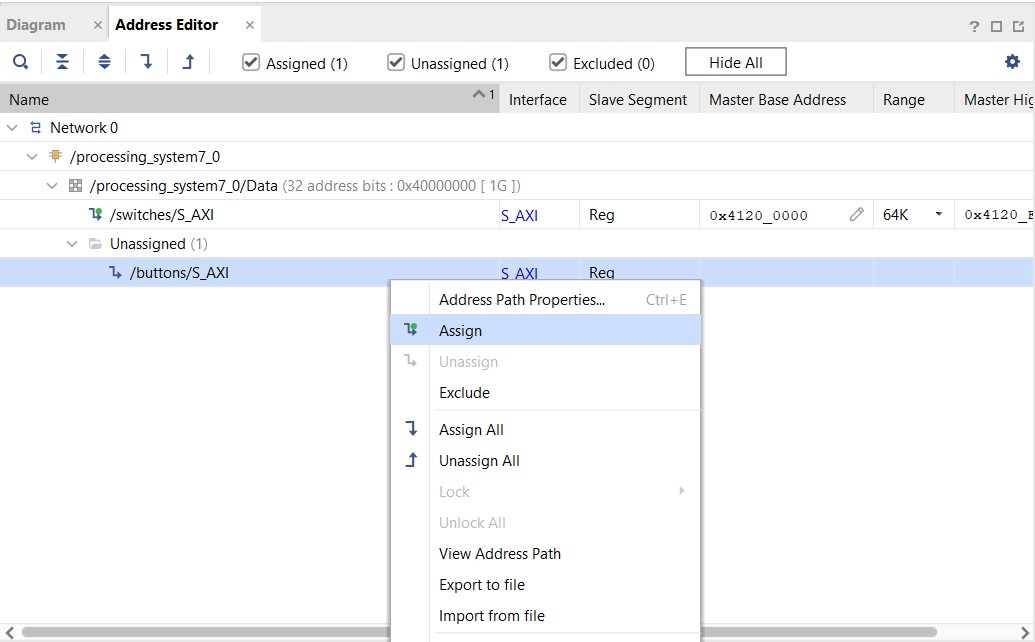 Diagram × Address Editor × ?
Assigned (1) Unassigned (1) Excluded (0) Hide All
Name 1 Interface Slave Segment Master Base Address Range Master
Network 0
/processing_system7_0
/processing_system7_0/Data (32 address bits : 0x40000000 [ 1G ])
/switches/S_AXI S_AXI Reg 0x4120_0000 64K
Unassigned (1)
/buttons/S_AXI S_AXI Reg
Address Path Properties... Ctrl+E
Assign
Unassign
Exclude
Assign All
Unassign All
Lock
Unlock All
View Address Path
Export to file
Import from file